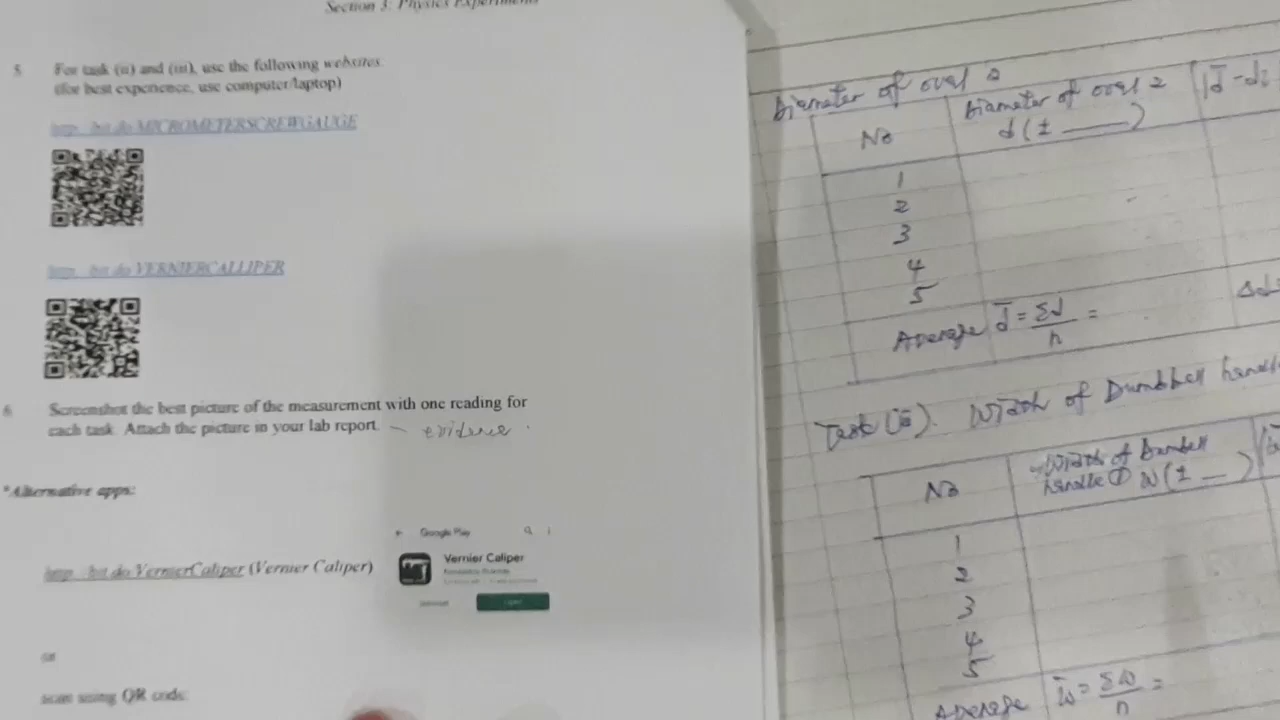 Section 3: Physics Experiments
5. For task (ii) and (iii), use the following websites
(for best experience, use computer/laptop)
http://bit.do/MICROMETERSCREWGAUGE
http://bit.do/VERNIERCALLIPER
6. Screenshot the best picture of the measurement with one reading for
each task. Attach the picture in your lab report. - evidence.
*Alternative apps:
http://bit.do/VernierCaliper (Vernier Caliper)
Google Play
Vernier Caliper
or
scan using QR code:
Diameter of oval 2
No
Diameter of oval 2
d (± ___)
|d̅ - d
1
2
3
4
5
Average d̅ = Σd/n =
Δd
Task (ii). Width of Dumbbell handle
No
Width of Dumbell
handle ① W (± __)
1
2
3
4
5
Average w̅ = Σw/n =